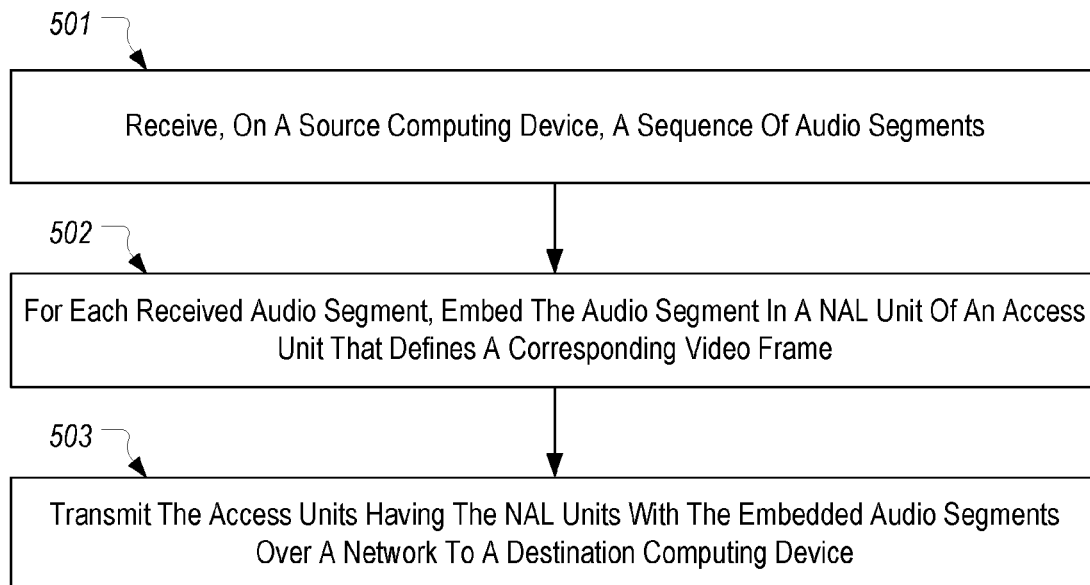 501
Receive, On A Source Computing Device, A Sequence Of Audio Segments
502
For Each Received Audio Segment, Embed The Audio Segment In A NAL Unit Of An Access
Unit That Defines A Corresponding Video Frame
503
Transmit The Access Units Having The NAL Units With The Embedded Audio Segments
Over A Network To A Destination Computing Device